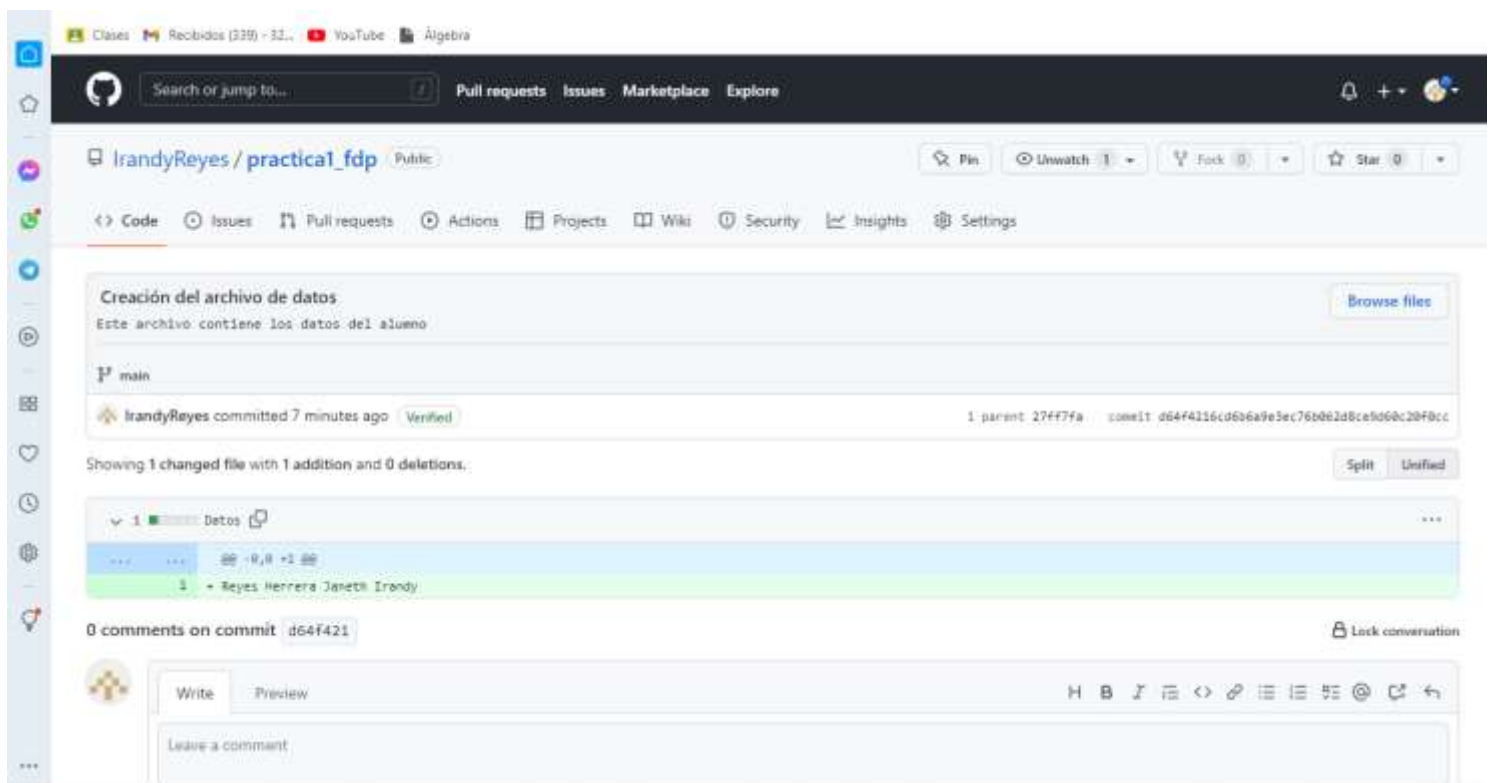 Clases Recibidos (339) - 32... YouTube Álgebra
Search or jump to... / Pull requests Issues Marketplace Explore
IrandyReyes / practica1_fdp Public Pin Unwatch 1 Fork 0 Star 0
<> Code Issues Pull requests Actions Projects Wiki Security Insights Settings
Creación del archivo de datos
Browse files
Este archivo contiene los datos del alumno
main
IrandyReyes committed 7 minutes ago Verified 1 parent 27ff7fa commit
Showing 1 changed file with 1 addition and 0 deletions. Split Unified
1 Datos ...
... ... @@ -0,0 +1 @@
1 + Reyes Herrera Janeth Irandy
0 comments on commit d64f421 Lock conversation
Write Preview H B I <> @
Leave a comment